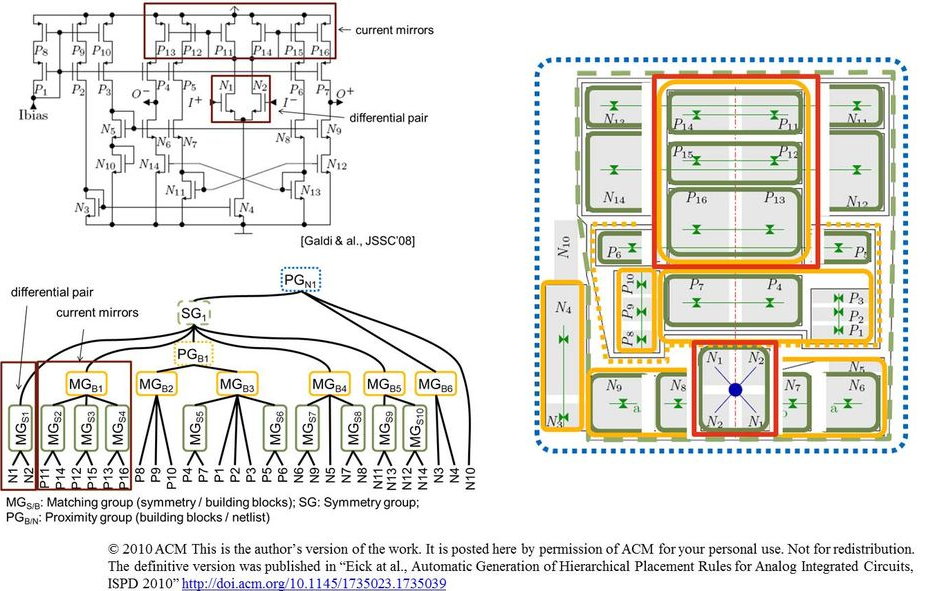 P8 P9 P10 P13 P12 P11 P14 P15 P16
current mirrors
P1 P2 P3 O− P4 P5 N1 N2 P6 P7 O+
I+ I−
Ibias
differential pair
N5 N6 N7 N8 N9
N10 N14 N12
N11 N13
N3 N4
[Galdi & al., JSSC'08]
differential pair
current mirrors
PGN1
SG1
PGB1
MGB1 MGB2 MGB3 MGB4 MGB5 MGB6
MGS1 MGS2 MGS3 MGS4 MGS5 MGS6 MGS7 MGS8 MGS9 MGS10
N1 N2 P11 P14 P12 P15 P13 P16 P8 P9 P10 P4 P7 P1 P2 P3 P5 P6 N6 N9 N5 N7 N8 N11 N13 N12 N14 N3 N4 N10
MGS/B: Matching group (symmetry / building blocks); SG: Symmetry group;
PGB/N: Proximity group (building blocks / netlist)
N13 P14 P11 N11
P15 P12
N14 P16 P13 N12
N10 P6 P5
N4 P10 P9 P8 P7 P4 P3
P2
P1
N1 N2 N5
N9 N8 N7 N6
a a
N3 N2 N1
© 2010 ACM This is the author's version of the work. It is posted here by permission of ACM for your personal use. Not for redistribution.
The definitive version was published in “Eick at al., Automatic Generation of Hierarchical Placement Rules for Analog Integrated Circuits,
ISPD 2010” http://doi.acm.org/10.1145/1735023.1735039